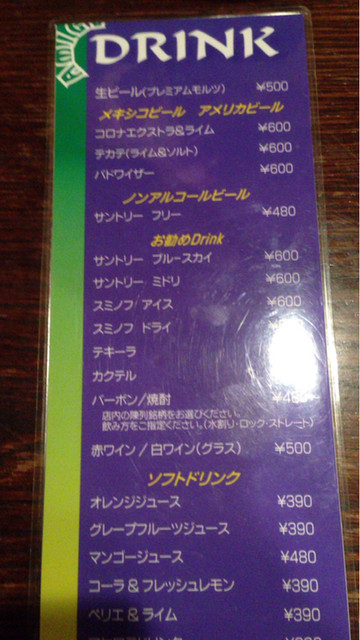 DRINK
生ビール(プレミアムモルツ) ¥500
メキシコビール アメリカビール
コロナエクストラ&ライム ¥600
テカテ(ライム&ソルト) ¥600
バドワイザー ¥600
ノンアルコールビール
サントリー フリー ¥480
お勧めDrink
サントリー ブルースカイ ¥600
サントリー ミドリ ¥600
スミノフ アイス ¥600
スミノフ ドライ
テキーラ
カクテル
バーボン/焼酎
店内の陳列銘柄をお選びください。
飲み方をご指定ください。(水割り・ロック・ストレート)
赤ワイン/白ワイン(グラス) ¥500
ソフトドリンク
オレンジジュース ¥390
グレープフルーツジュース ¥390
マンゴージュース ¥480
コーラ&フレッシュレモン ¥390
ペリエ&ライム ¥390